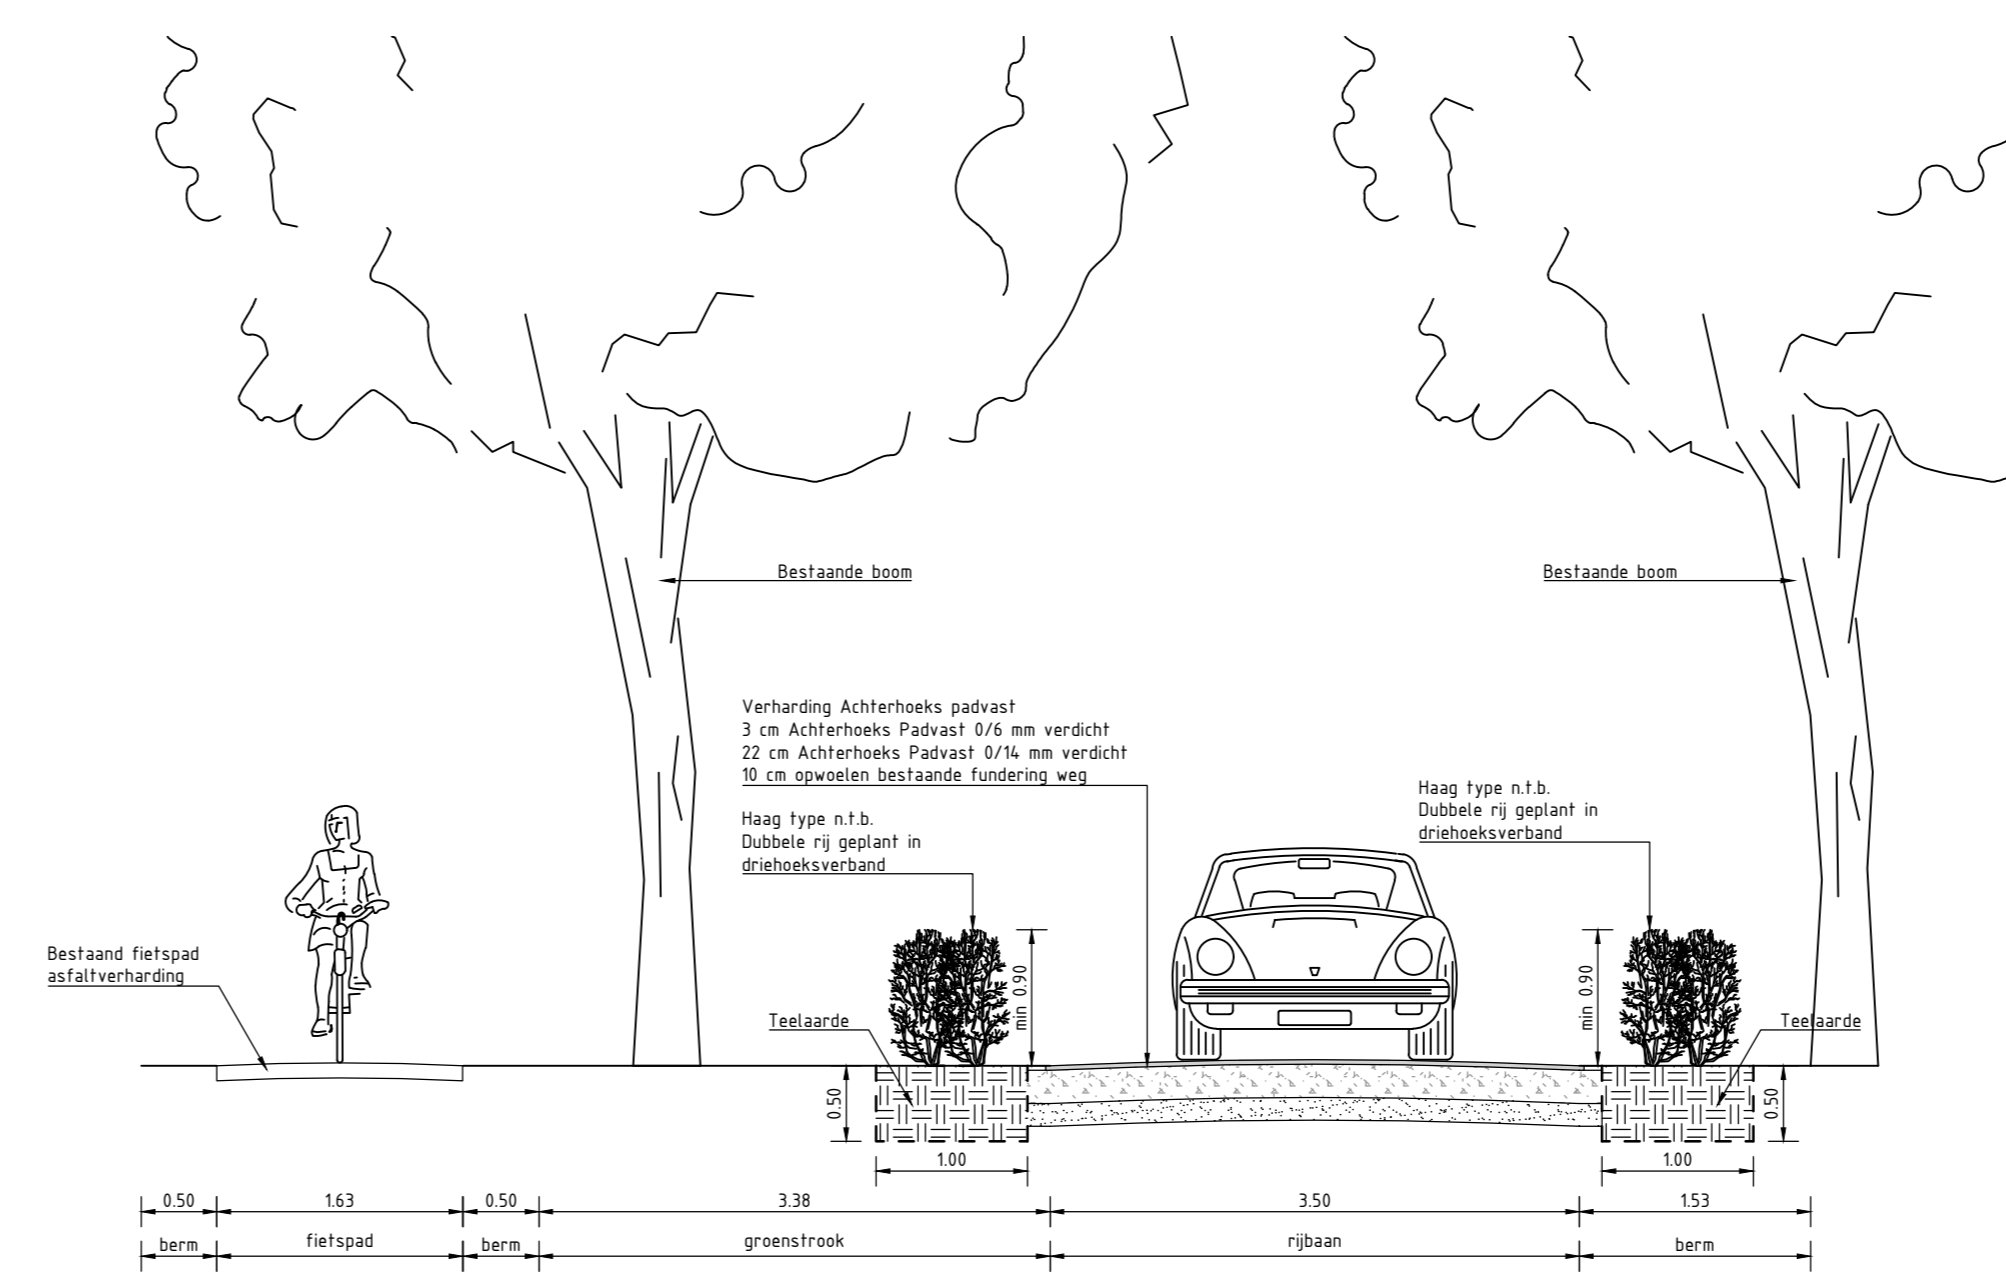 Bestaande boom
Bestaande boom
Verharding Achterhoeks padvast
3 cm Achterhoeks Padvast 0/6 mm verdicht
22 cm Achterhoeks Padvast 0/14 mm verdicht
10 cm opwoelen bestaande fundering weg
Haag type n.t.b.
Dubbele rij geplant in
driehoeksverband
Haag type n.t.b.
Dubbele rij geplant in
driehoeksverband
Bestaand fietspad
asfaltverharding
min 0.90
min 0.90
Teelaarde
Teelaarde
0.50
0.50
1.00
1.00
0.50
1.63
0.50
3.38
3.50
1.53
berm
fietspad
berm
groenstrook
rijbaan
berm